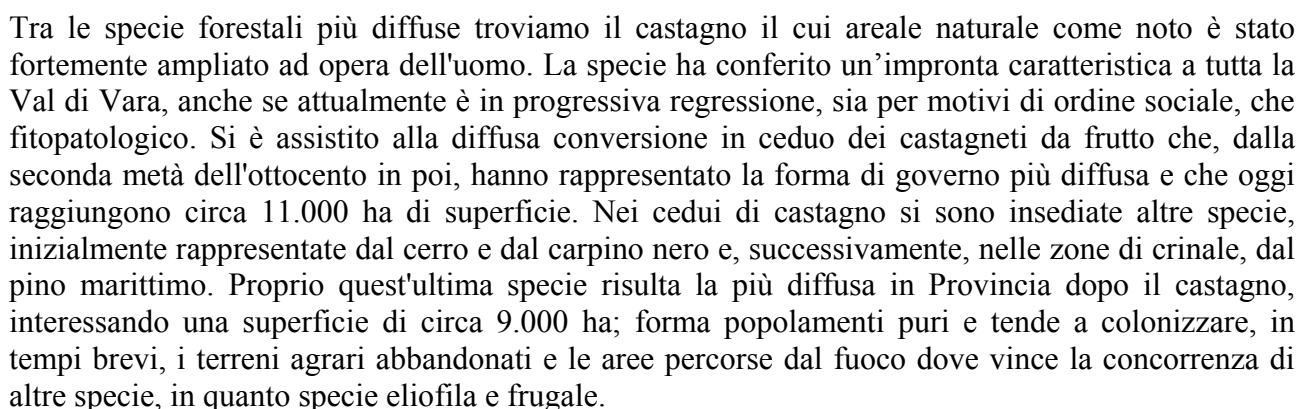 Tra le specie forestali più diffuse troviamo il castagno il cui areale naturale come noto è stato
fortemente ampliato ad opera dell'uomo. La specie ha conferito un’impronta caratteristica a tutta la
Val di Vara, anche se attualmente è in progressiva regressione, sia per motivi di ordine sociale, che
fitopatologico. Si è assistito alla diffusa conversione in ceduo dei castagneti da frutto che, dalla
seconda metà dell'ottocento in poi, hanno rappresentato la forma di governo più diffusa e che oggi
raggiungono circa 11.000 ha di superficie. Nei cedui di castagno si sono insediate altre specie,
inizialmente rappresentate dal cerro e dal carpino nero e, successivamente, nelle zone di crinale, dal
pino marittimo. Proprio quest'ultima specie risulta la più diffusa in Provincia dopo il castagno,
interessando una superficie di circa 9.000 ha; forma popolamenti puri e tende a colonizzare, in
tempi brevi, i terreni agrari abbandonati e le aree percorse dal fuoco dove vince la concorrenza di
altre specie, in quanto specie eliofila e frugale.